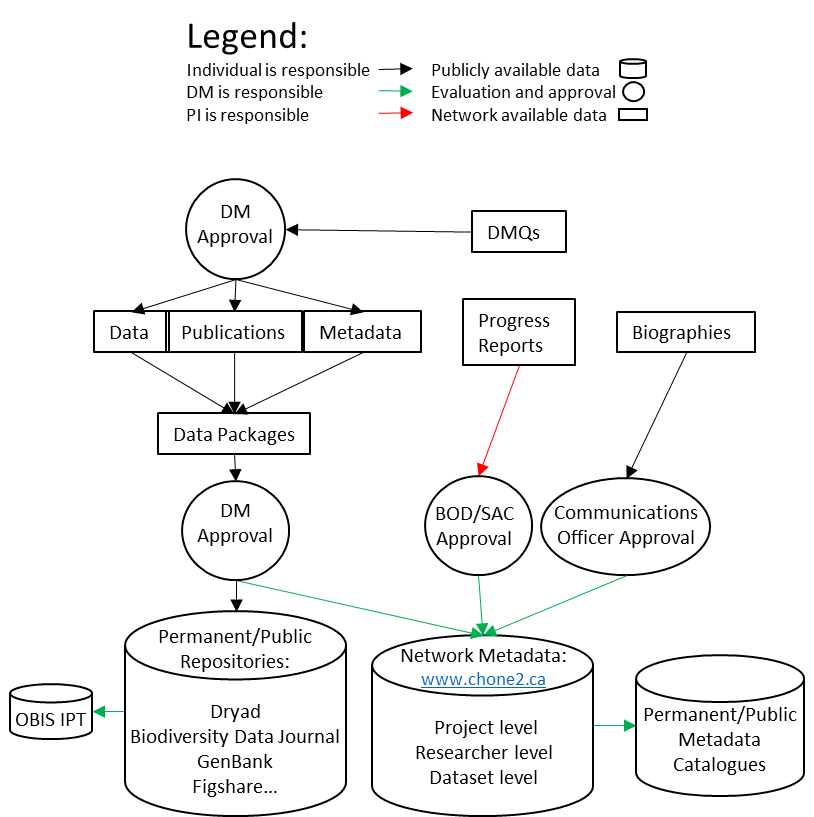 Legend:
Individual is responsible
Publicly available data
DM is responsible
Evaluation and approval
PI is responsible
Network available data
DM
Approval
DMQs
Data
Publications
Metadata
Progress
Reports
Biographies
Data Packages
DM
Approval
BOD/SAC
Approval
Communications
Officer Approval
Permanent/Public
Repositories:
Dryad
Biodiversity Data Journal
GenBank
Figshare...
OBIS IPT
Network Metadata:
www.chone2.ca
Project level
Researcher level
Dataset level
Permanent/Public
Metadata
Catalogues